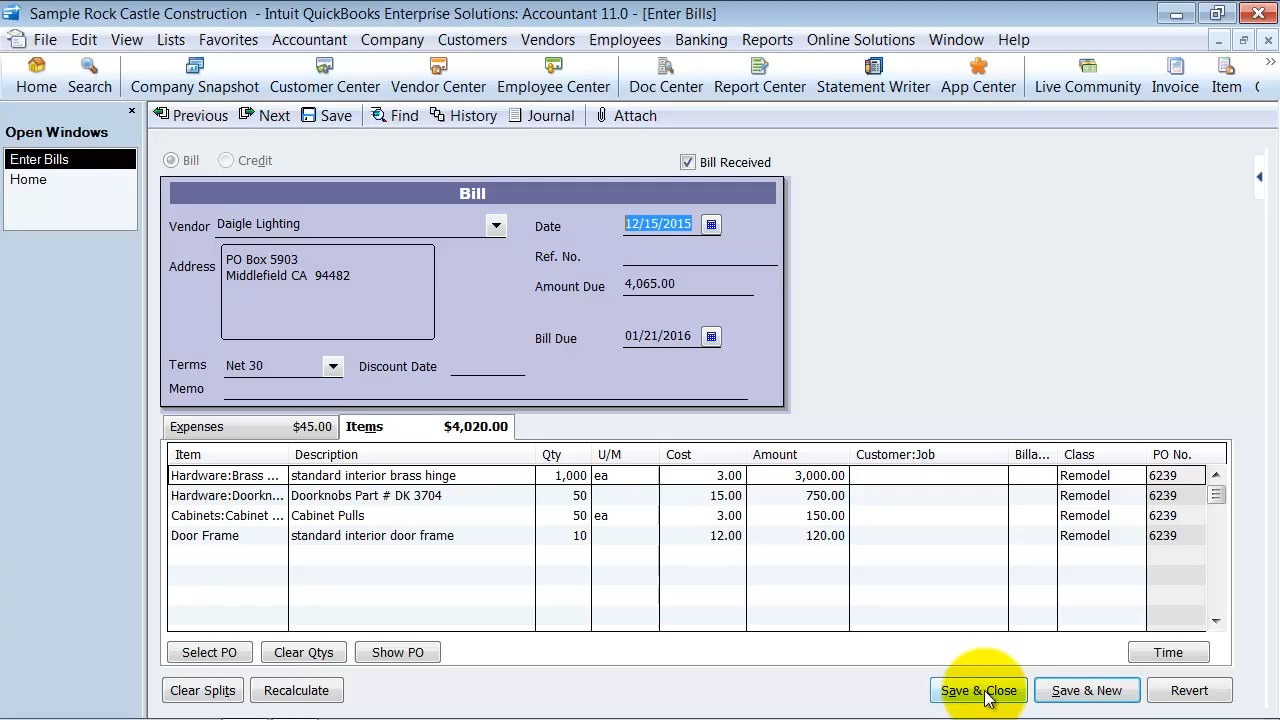 Sample Rock Castle Construction - Intuit QuickBooks Enterprise Solutions: Accountant 11.0 - [Enter Bills]
File Edit View Lists Favorites Accountant Company Customers Vendors Employees Banking Reports Online Solutions Window Help
Home Search Company Snapshot Customer Center Vendor Center Employee Center Doc Center Report Center Statement Writer App Center Live Community Invoice Item
Previous Next Save Find History Journal Attach
Open Windows
Enter Bills
Home
Bill Credit Bill Received
Bill
Vendor Daigle Lighting Date 12/15/2015
Address PO Box 5903 Ref. No.
Middlefield CA 94482 Amount Due 4,065.00
Bill Due 01/21/2016
Terms Net 30 Discount Date
Memo
Expenses $45.00 Items $4,020.00
Item Description Qty U/M Cost Amount Customer:Job Billa... Class PO No.
Hardware:Brass ... standard interior brass hinge 1,000 ea 3.00 3,000.00 Remodel 6239
Hardware:Doorkn... Doorknobs Part # DK 3704 50 15.00 750.00 Remodel 6239
Cabinets:Cabinet ... Cabinet Pulls 50 ea 3.00 150.00 Remodel 6239
Door Frame standard interior door frame 10 12.00 120.00 Remodel 6239
Select PO Clear Qtys Show PO Time
Clear Splits Recalculate Save & Close Save & New Revert